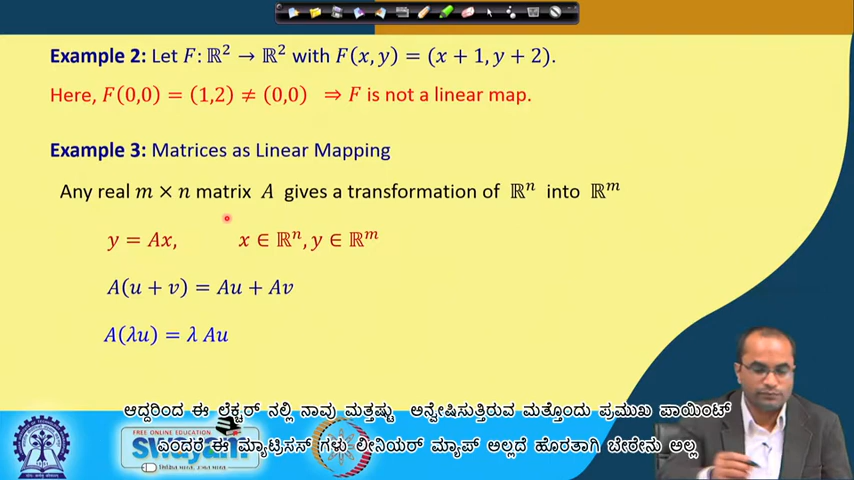 Example 2: Let F: ℝ² → ℝ² with F(x, y) = (x + 1, y + 2).
Here, F(0,0) = (1,2) ≠ (0,0) ⇒ F is not a linear map.
Example 3: Matrices as Linear Mapping
Any real m × n matrix A gives a transformation of ℝⁿ into ℝᵐ
y = Ax, x ∈ ℝⁿ, y ∈ ℝᵐ
A(u + v) = Au + Av
A(λu) = λ Au
ಆದ್ದರಿಂದ ಈ ಲೆಕ್ಚರ್ ನಲ್ಲಿ ನಾವು ಮತ್ತಷ್ಟು ಅನ್ವೇಷಿಸುತ್ತಿರುವ ಮತ್ತೊಂದು ಪ್ರಮುಖ ಪಾಯಿಂಟ್
ಏಂದರೆ ಈ ಮ್ಯಾಟ್ರಿಸಸ್ ಗಳು ಲೀನಿಯರ್ ಮ್ಯಾಪ್ ಅಲ್ಲದೆ ಹೊರತಾಗಿ ಬೇರೇನು ಅಲ್ಲ
FREE ONLINE EDUCATION
swayam